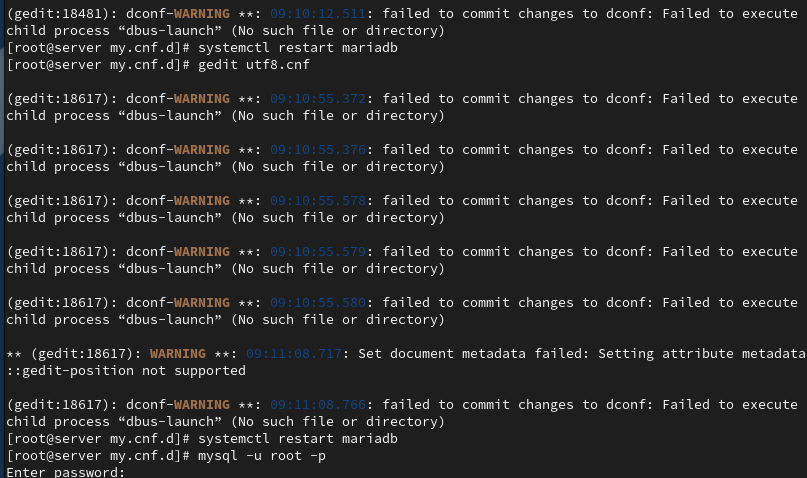 (gedit:18481): dconf-WARNING **: 09:10:12.511: failed to commit changes to dconf: Failed to execute
child process “dbus-launch” (No such file or directory)
[root@server my.cnf.d]# systemctl restart mariadb
[root@server my.cnf.d]# gedit utf8.cnf
(gedit:18617): dconf-WARNING **: 09:10:55.372: failed to commit changes to dconf: Failed to execute
child process “dbus-launch” (No such file or directory)
(gedit:18617): dconf-WARNING **: 09:10:55.376: failed to commit changes to dconf: Failed to execute
child process “dbus-launch” (No such file or directory)
(gedit:18617): dconf-WARNING **: 09:10:55.578: failed to commit changes to dconf: Failed to execute
child process “dbus-launch” (No such file or directory)
(gedit:18617): dconf-WARNING **: 09:10:55.579: failed to commit changes to dconf: Failed to execute
child process “dbus-launch” (No such file or directory)
(gedit:18617): dconf-WARNING **: 09:10:55.580: failed to commit changes to dconf: Failed to execute
child process “dbus-launch” (No such file or directory)
** (gedit:18617): WARNING **: 09:11:08.717: Set document metadata failed: Setting attribute metadata
::gedit-position not supported
(gedit:18617): dconf-WARNING **: 09:11:08.766: failed to commit changes to dconf: Failed to execute
child process “dbus-launch” (No such file or directory)
[root@server my.cnf.d]# systemctl restart mariadb
[root@server my.cnf.d]# mysql -u root -p
Enter password: